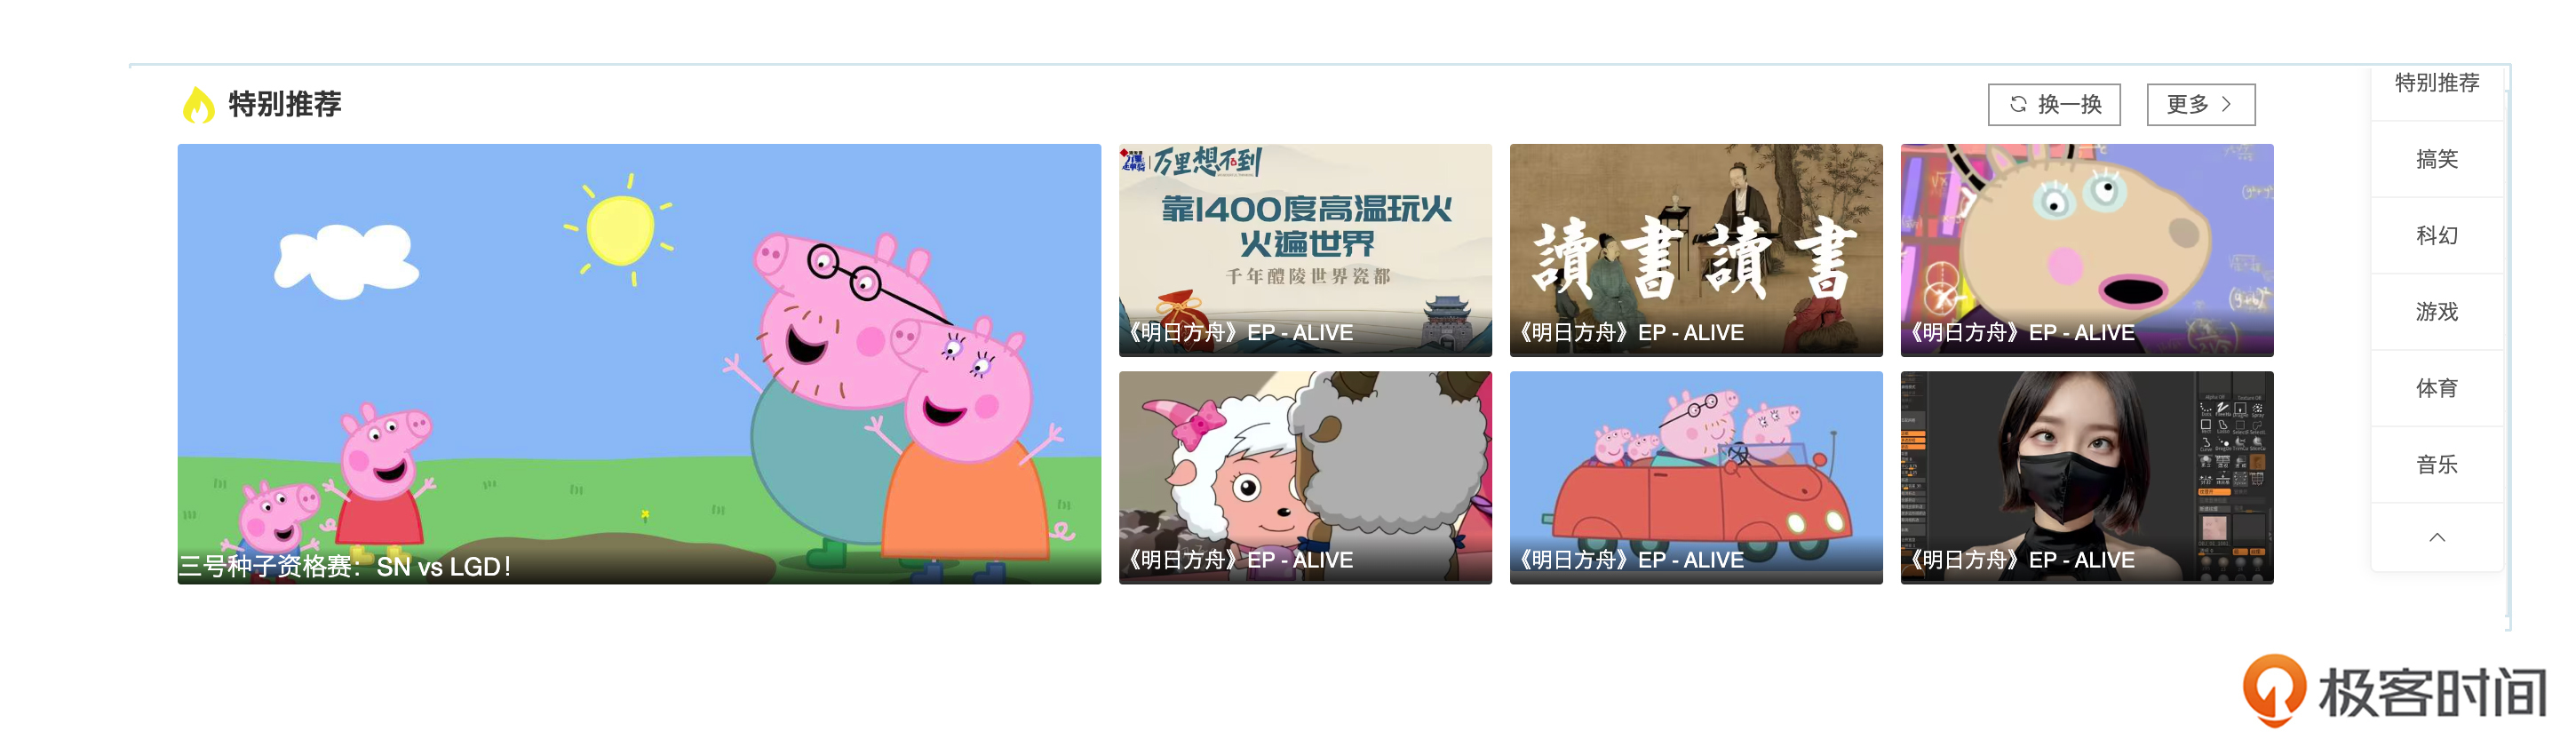 特别推荐
换一换
更多
万里想不到
靠1400度高温玩火
火遍世界
千年醴陵世界瓷都
《明日方舟》EP - ALIVE
讀書讀書
《明日方舟》EP - ALIVE
《明日方舟》EP - ALIVE
三号种子资格赛：SN vs LGD！
《明日方舟》EP - ALIVE
《明日方舟》EP - ALIVE
《明日方舟》EP - ALIVE
特别推荐
搞笑
科幻
游戏
体育
音乐
极客时间